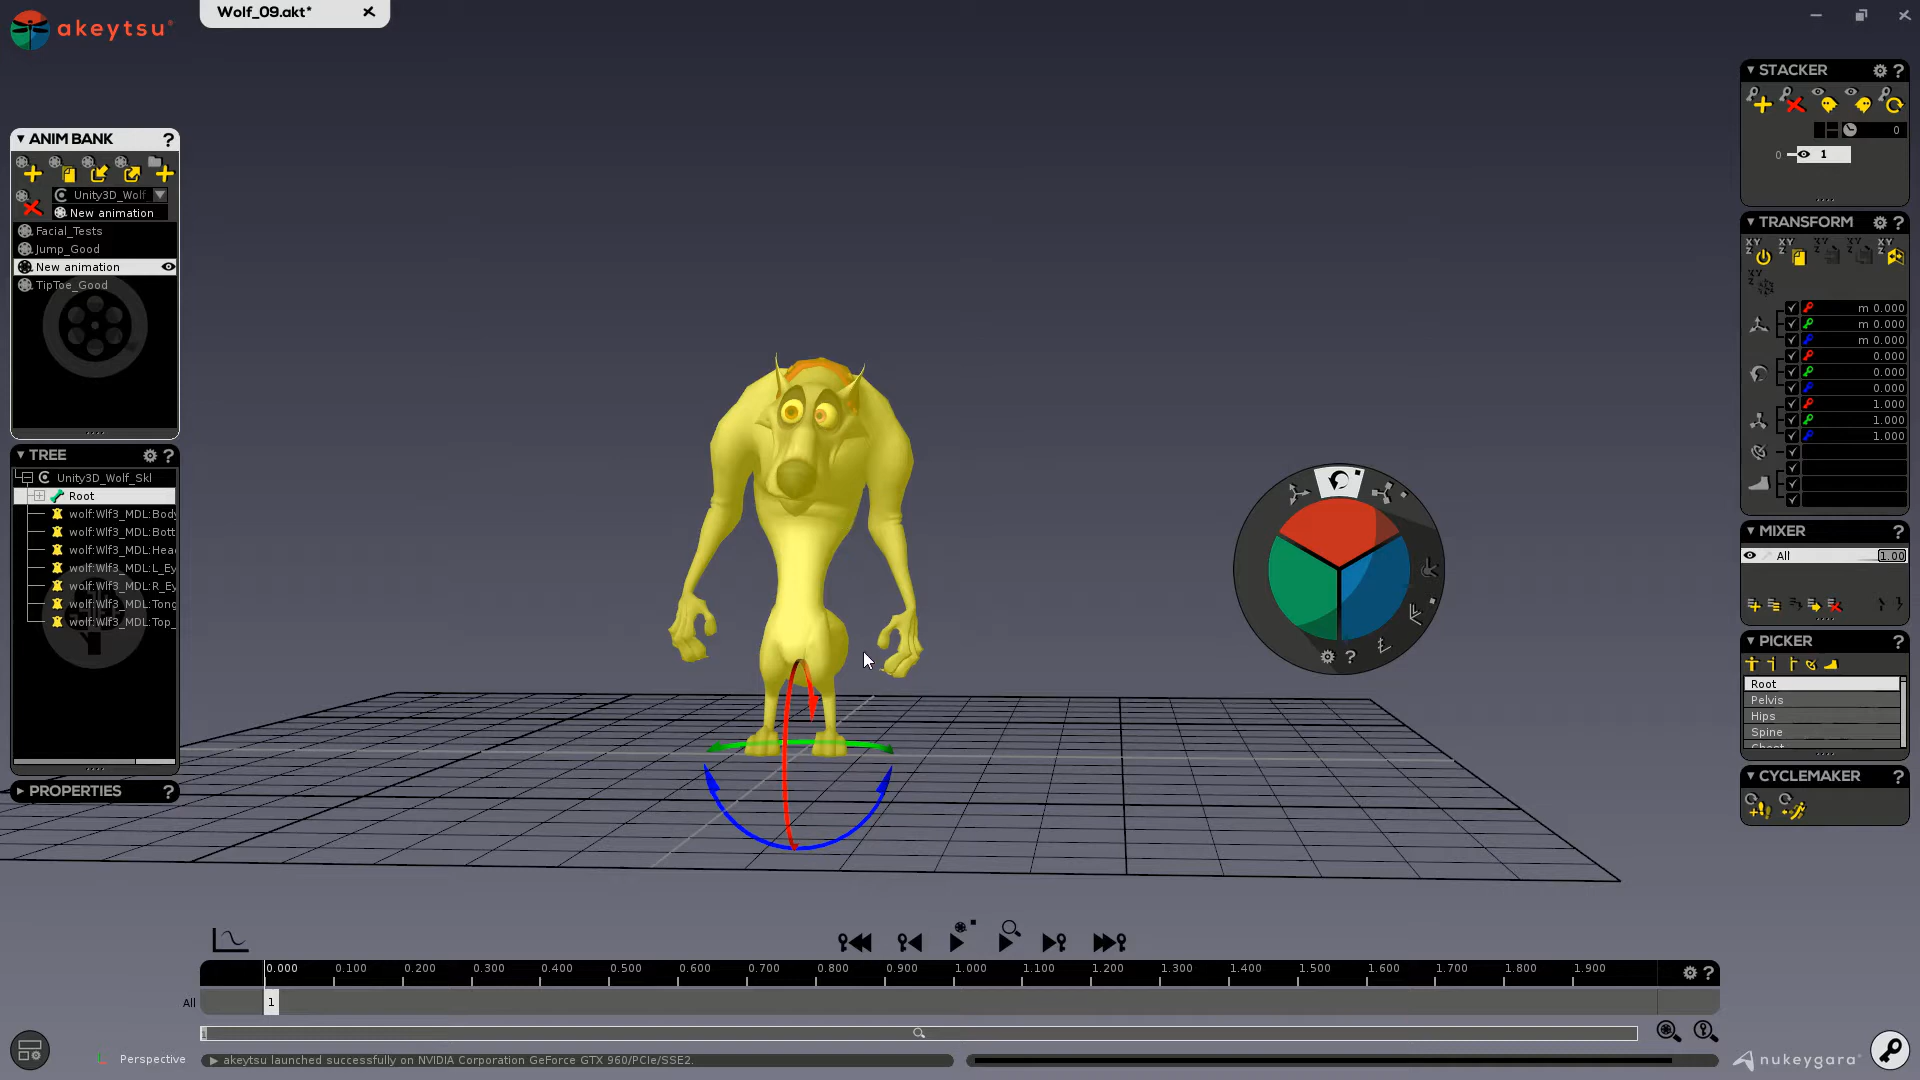 akeytsu
Wolf_09.akt*
ANIM BANK ?
Unity3D_Wolf
New animation
Facial_Tests
Jump_Good
New animation
TipToe_Good
TREE ?
Unity3D_Wolf_Skl
Root
wolf:Wlf3_MDL:Body
wolf:Wlf3_MDL:Bott
wolf:Wlf3_MDL:Hea
wolf:Wlf3_MDL:L_Ey
wolf:Wlf3_MDL:R_Ey
wolf:Wlf3_MDL:Tong
wolf:Wlf3_MDL:Top_
PROPERTIES ?
STACKER ?
0
0 1
TRANSFORM ?
m 0.000
m 0.000
m 0.000
0.000
0.000
0.000
1.000
1.000
1.000
MIXER ?
All 1.00
PICKER ?
Root
Pelvis
Hips
Spine
Chest
CYCLEMAKER ?
?
0.000 0.100 0.200 0.300 0.400 0.500 0.600 0.700 0.800 0.900 1.000 1.100 1.200 1.300 1.400 1.500 1.600 1.700 1.800 1.900 ?
All 1
Perspective
akeytsu launched successfully on NVIDIA Corporation GeForce GTX 960/PCIe/SSE2.
nukeygara